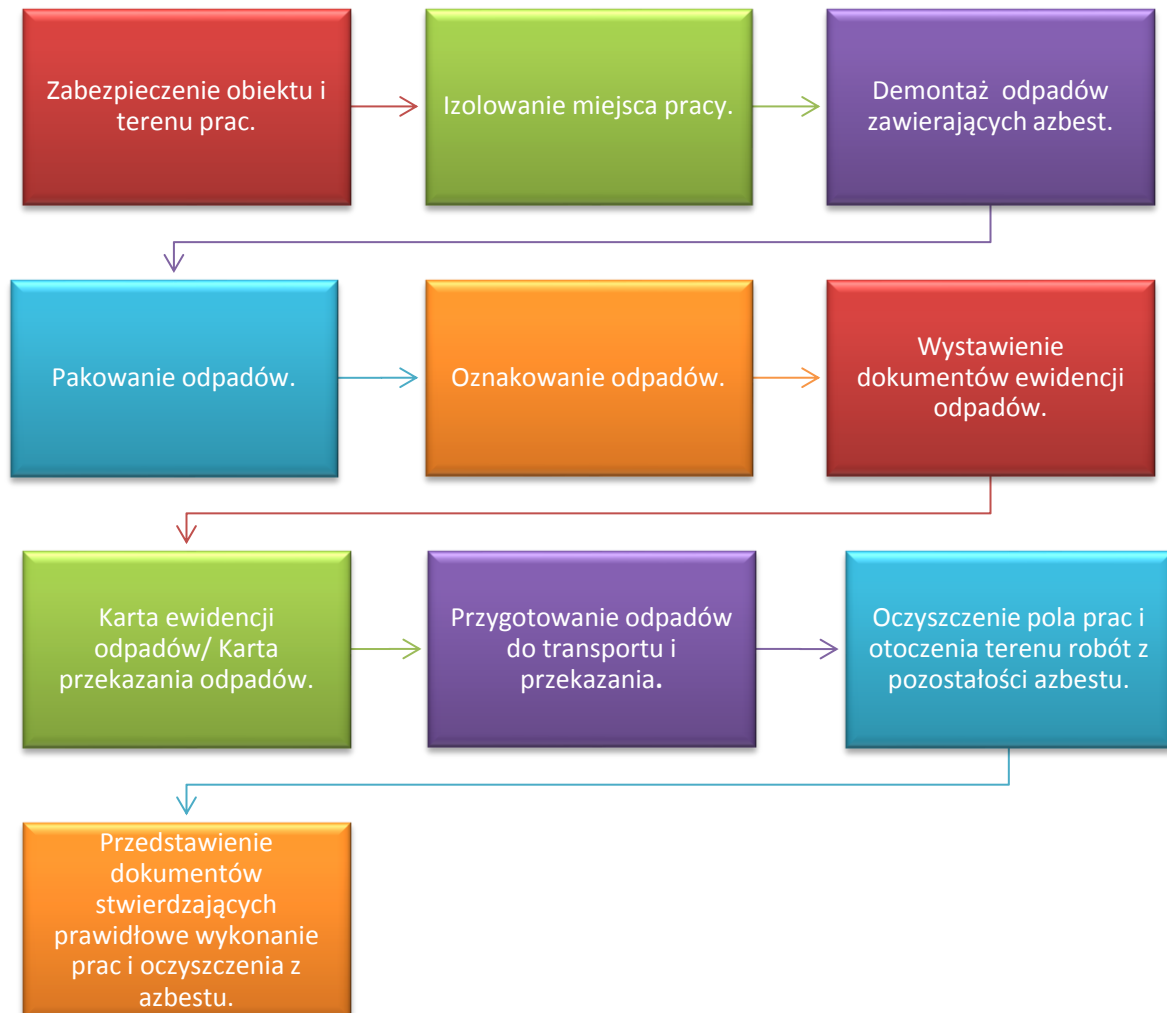 Zabezpieczenie obiektu i
terenu prac.
Izolowanie miejsca pracy.
Demontaż odpadów
zawierających azbest.
Pakowanie odpadów.
Oznakowanie odpadów.
Wystawienie
dokumentów ewidencji
odpadów.
Karta ewidencji
odpadów/ Karta
przekazania odpadów.
Przygotowanie odpadów
do transportu i
przekazania.
Oczyszczenie pola prac i
otoczenia terenu robót z
pozostałości azbestu.
Przedstawienie
dokumentów
stwierdzających
prawidłowe wykonanie
prac i oczyszczenia z
azbestu.